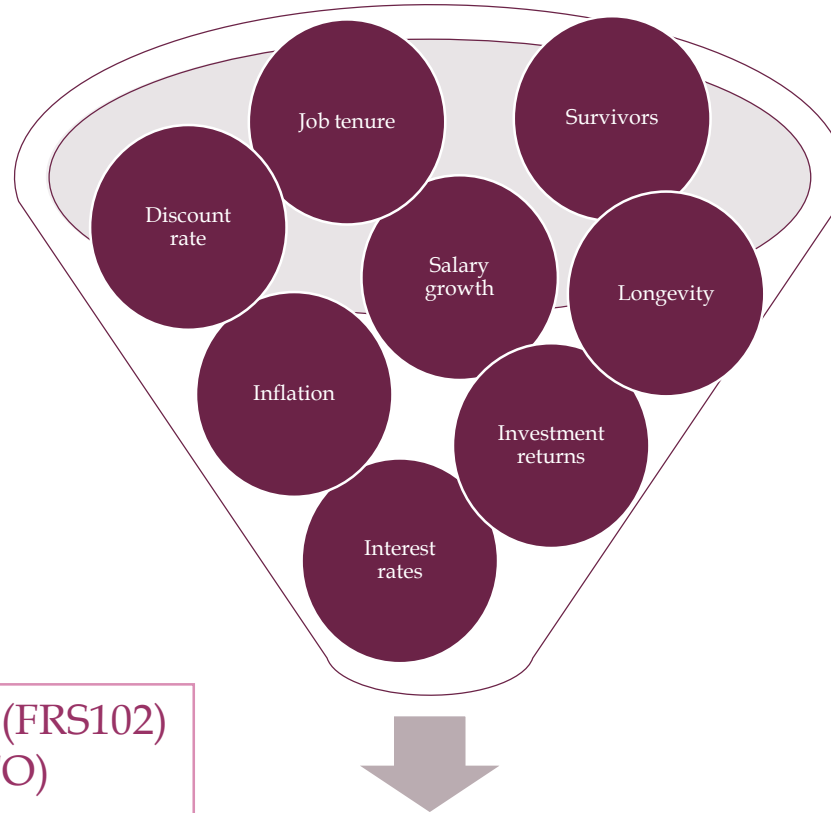 Job tenure
Survivors
Discount
rate
Salary
growth
Longevity
Inflation
Investment
returns
Interest
rates
(FRS102)